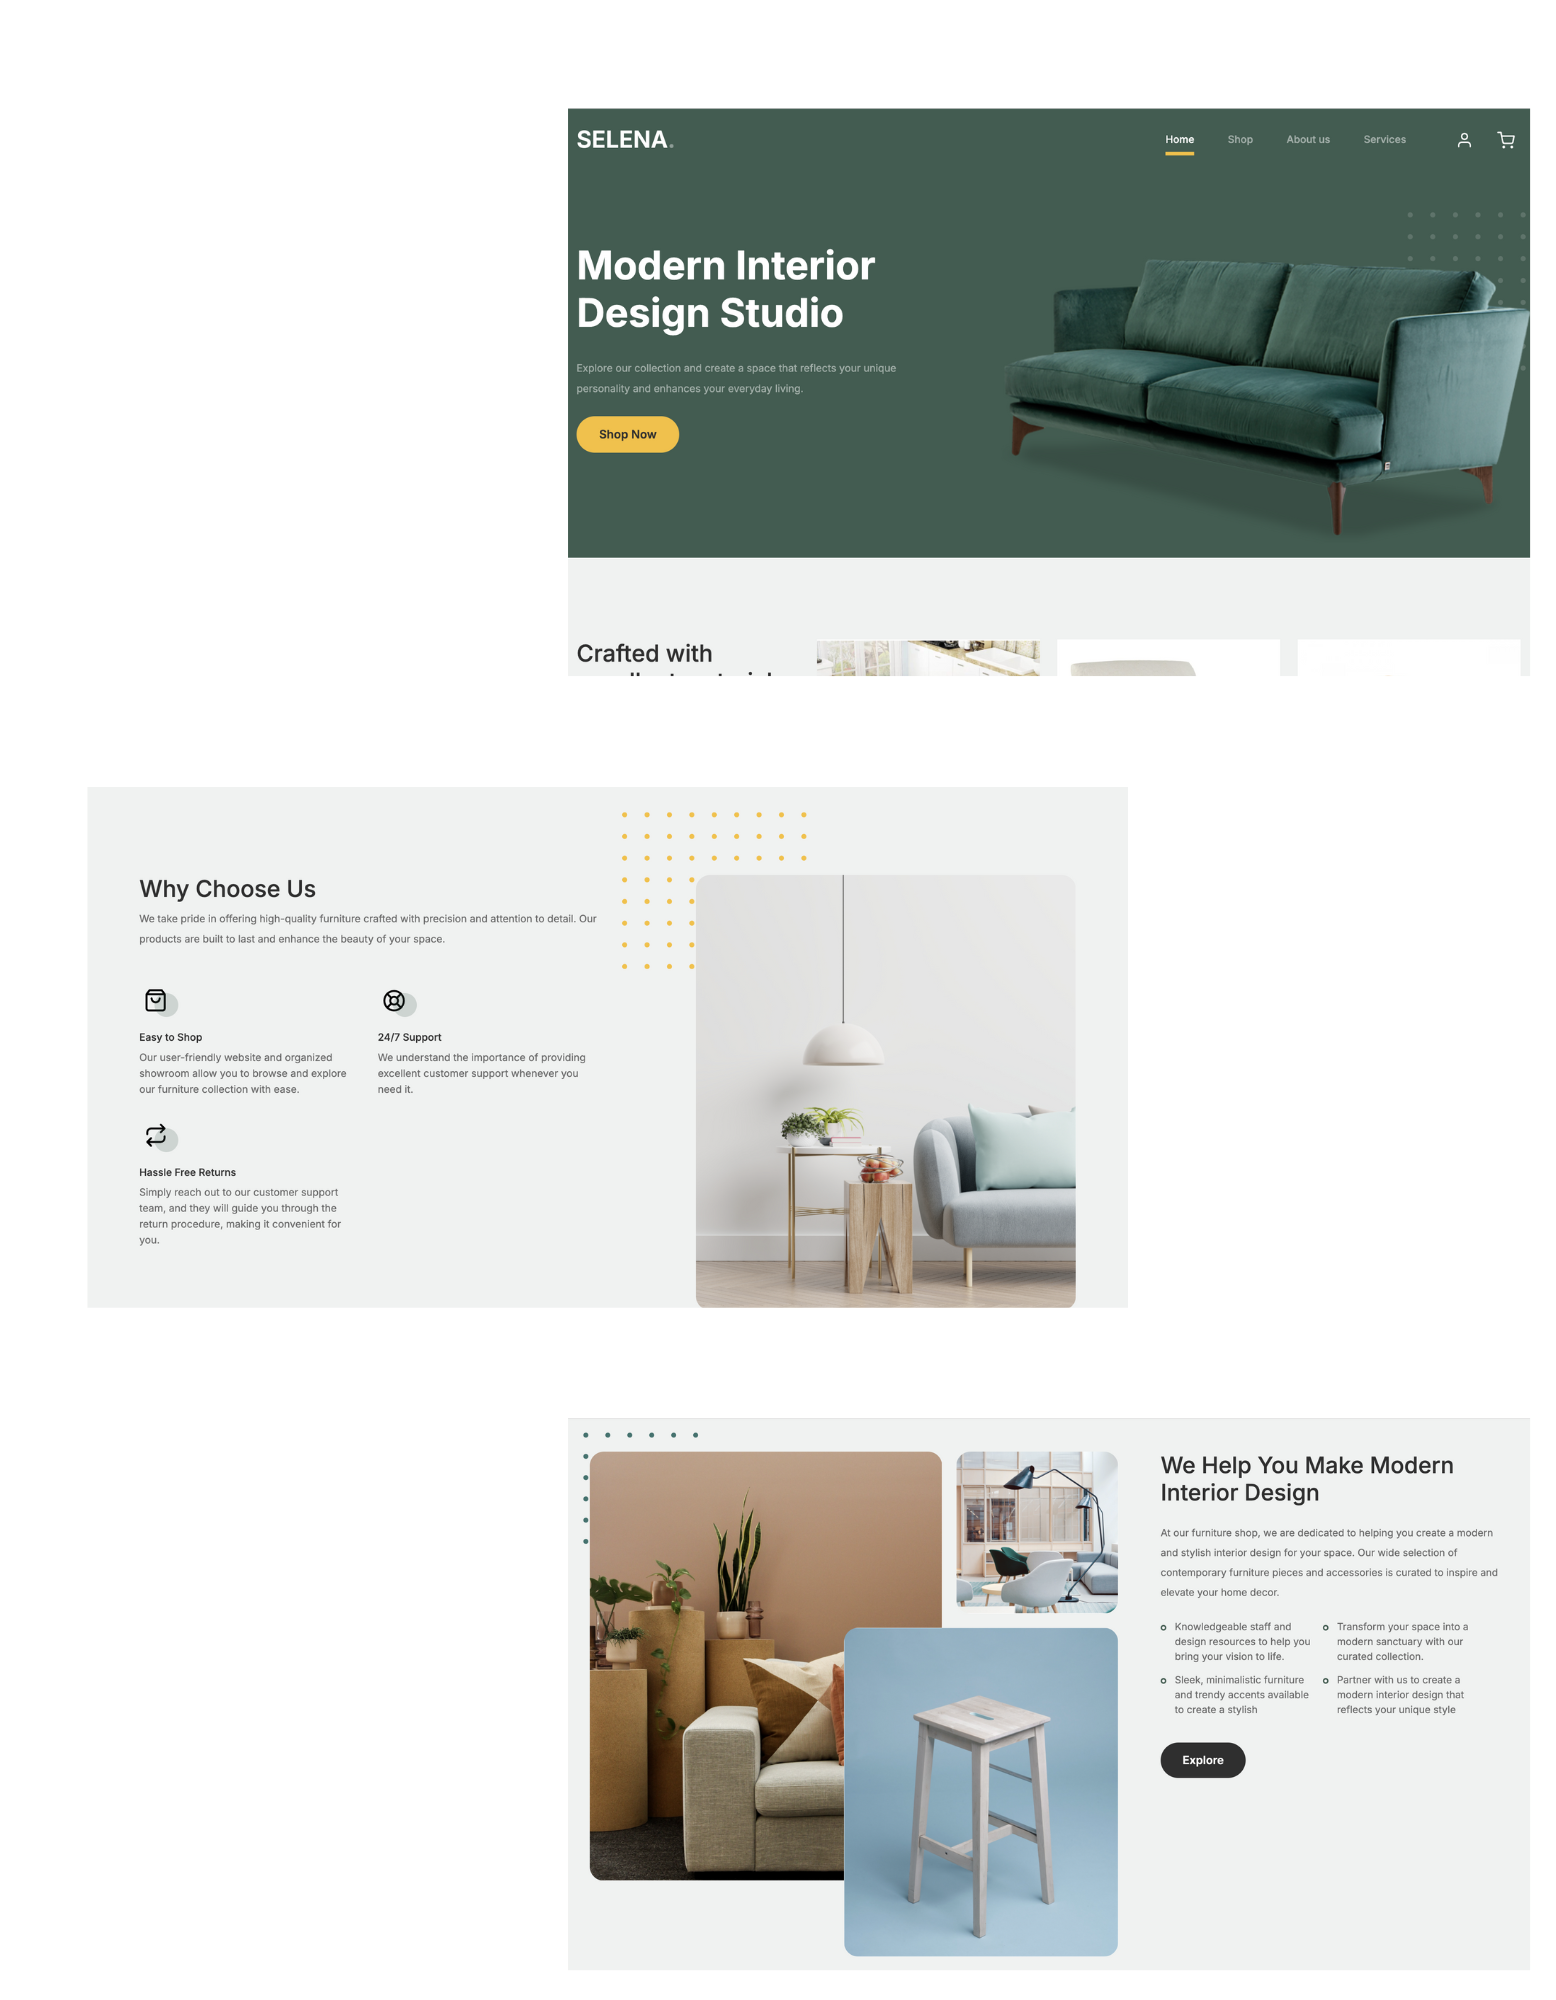 SELENA.
Home Shop About us Services
Modern Interior
Design Studio
Explore our collection and create a space that reflects your unique
personality and enhances your everyday living.
Shop Now
Crafted with
Why Choose Us
We take pride in offering high-quality furniture crafted with precision and attention to detail. Our
products are built to last and enhance the beauty of your space.
Easy to Shop
Our user-friendly website and organized
showroom allow you to browse and explore
our furniture collection with ease.
24/7 Support
We understand the importance of providing
excellent customer support whenever you
need it.
Hassle Free Returns
Simply reach out to our customer support
team, and they will guide you through the
return procedure, making it convenient for
you.
We Help You Make Modern
Interior Design
At our furniture shop, we are dedicated to helping you create a modern
and stylish interior design for your space. Our wide selection of
contemporary furniture pieces and accessories is curated to inspire and
elevate your home decor.
Knowledgeable staff and
design resources to help you
bring your vision to life.
Transform your space into a
modern sanctuary with our
curated collection.
Sleek, minimalistic furniture
and trendy accents available
to create a stylish
Partner with us to create a
modern interior design that
reflects your unique style
Explore